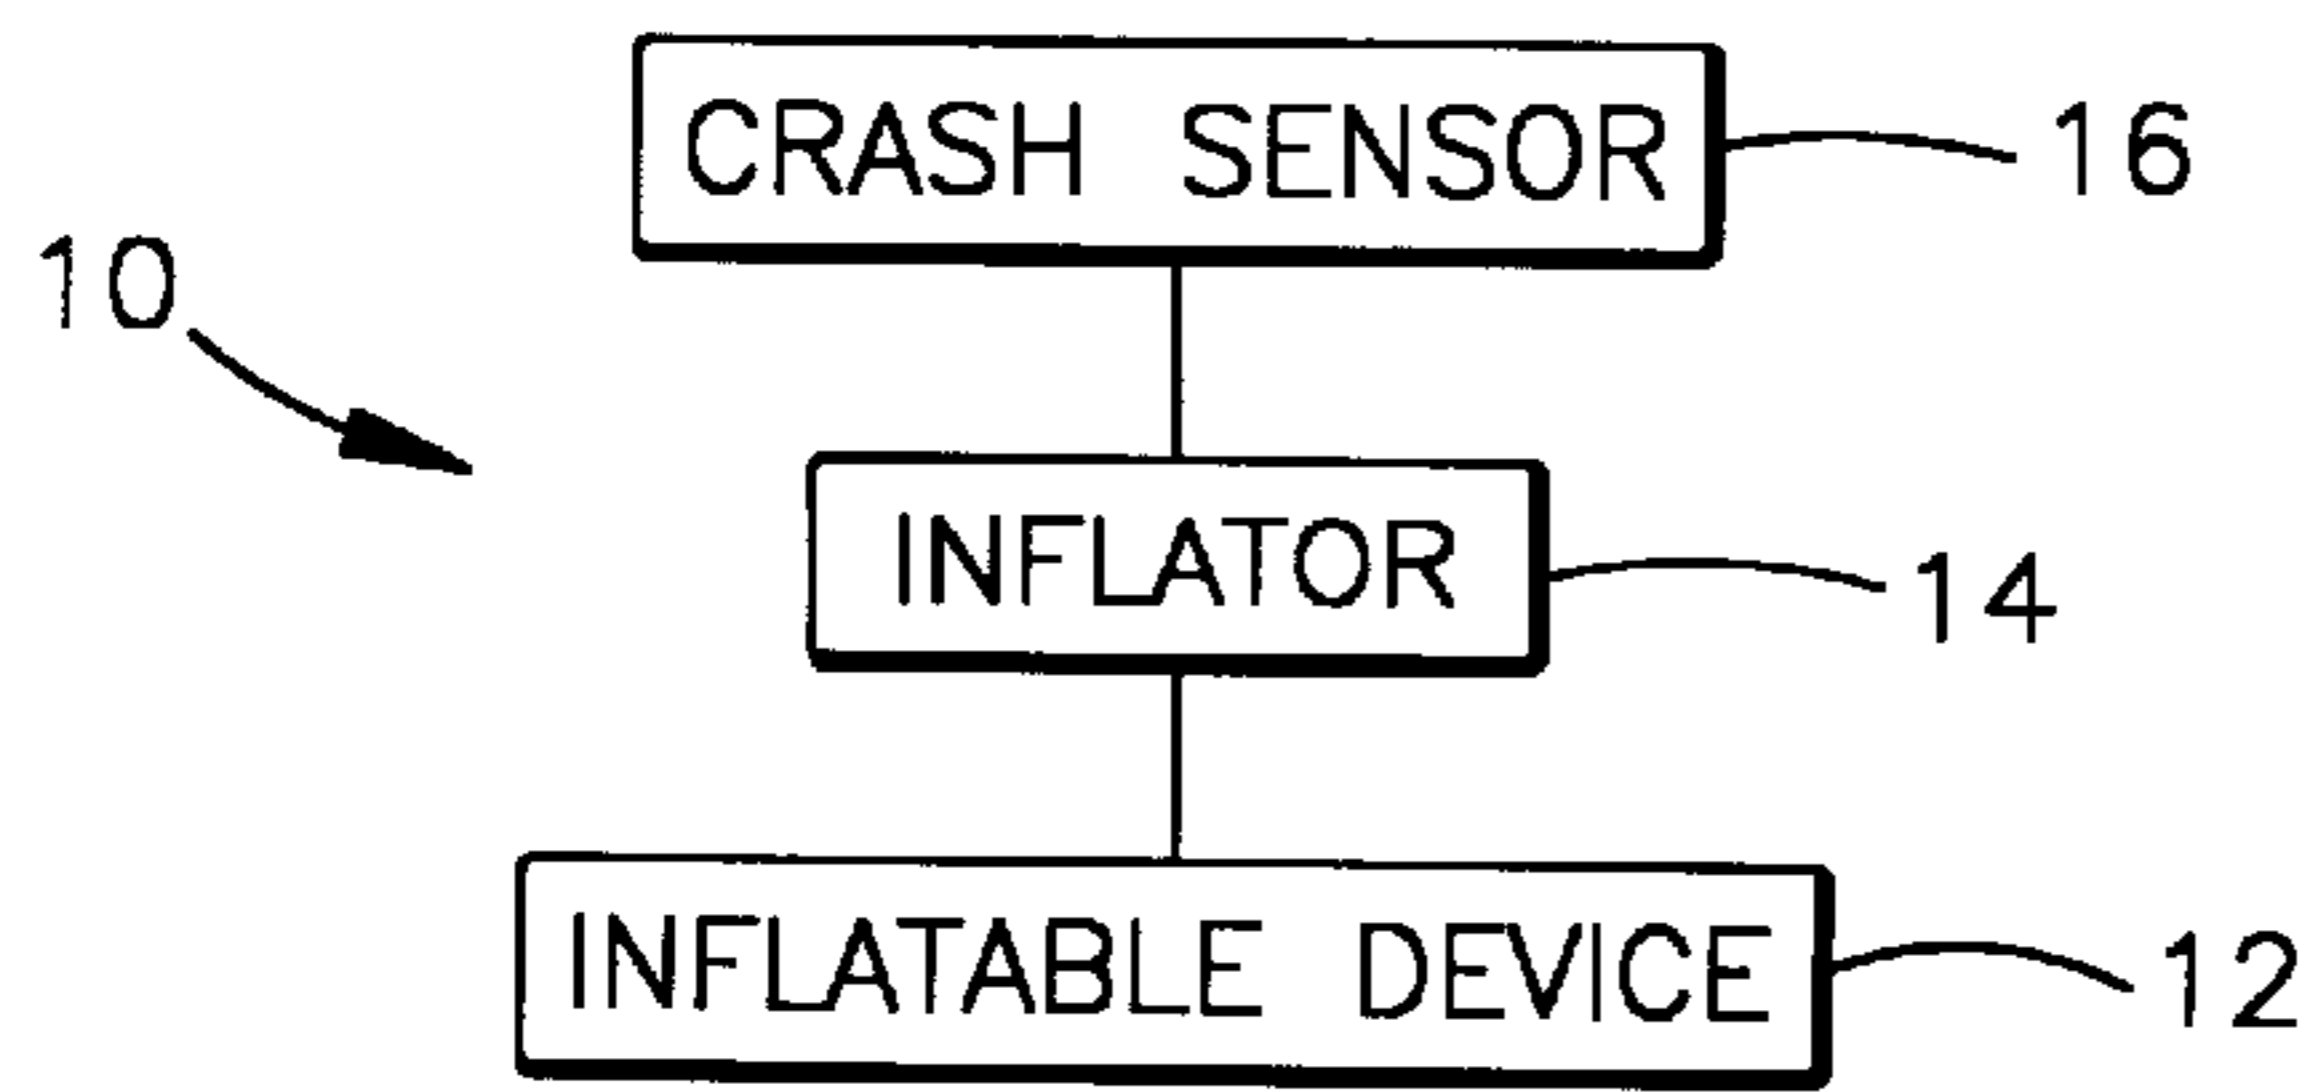 CRASH SENSOR 16
10
INFLATOR 14
INFLATABLE DEVICE 12